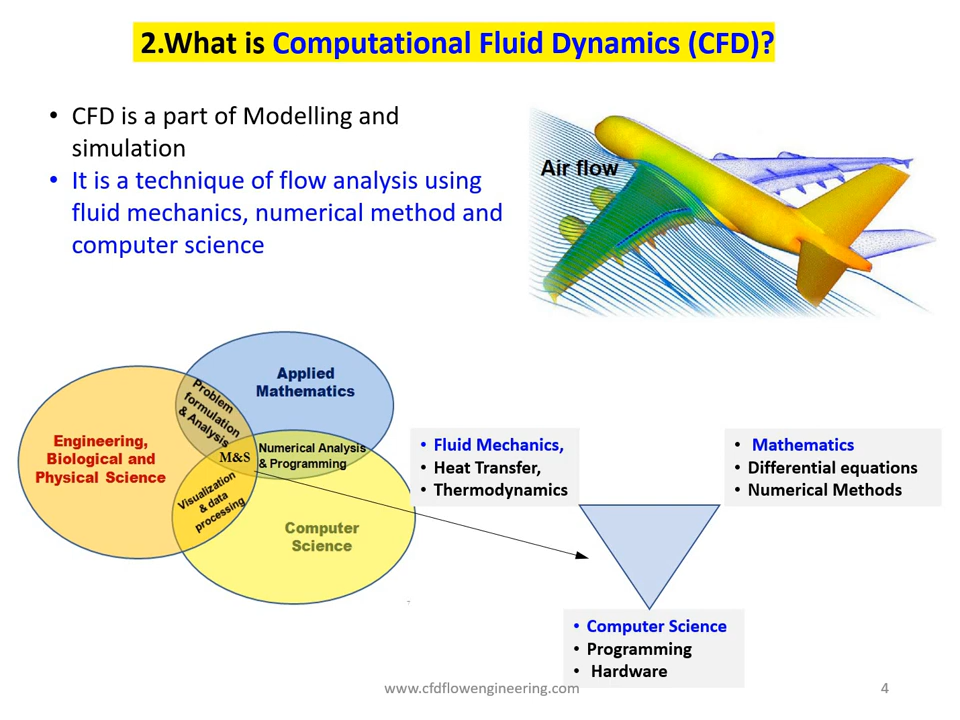 2.What is Computational Fluid Dynamics (CFD)?
• CFD is a part of Modelling and
simulation
• It is a technique of flow analysis using
fluid mechanics, numerical method and
computer science
Air flow
Applied
Mathematics
Problem
formulation
& Analysis
Engineering,
Biological and
Physical Science
M&S
Numerical Analysis
& Programming
Visualization
& data
processing
Computer
Science
• Fluid Mechanics,
• Heat Transfer,
• Thermodynamics
• Mathematics
• Differential equations
• Numerical Methods
• Computer Science
• Programming
• Hardware
www.cfdflowengineering.com
4